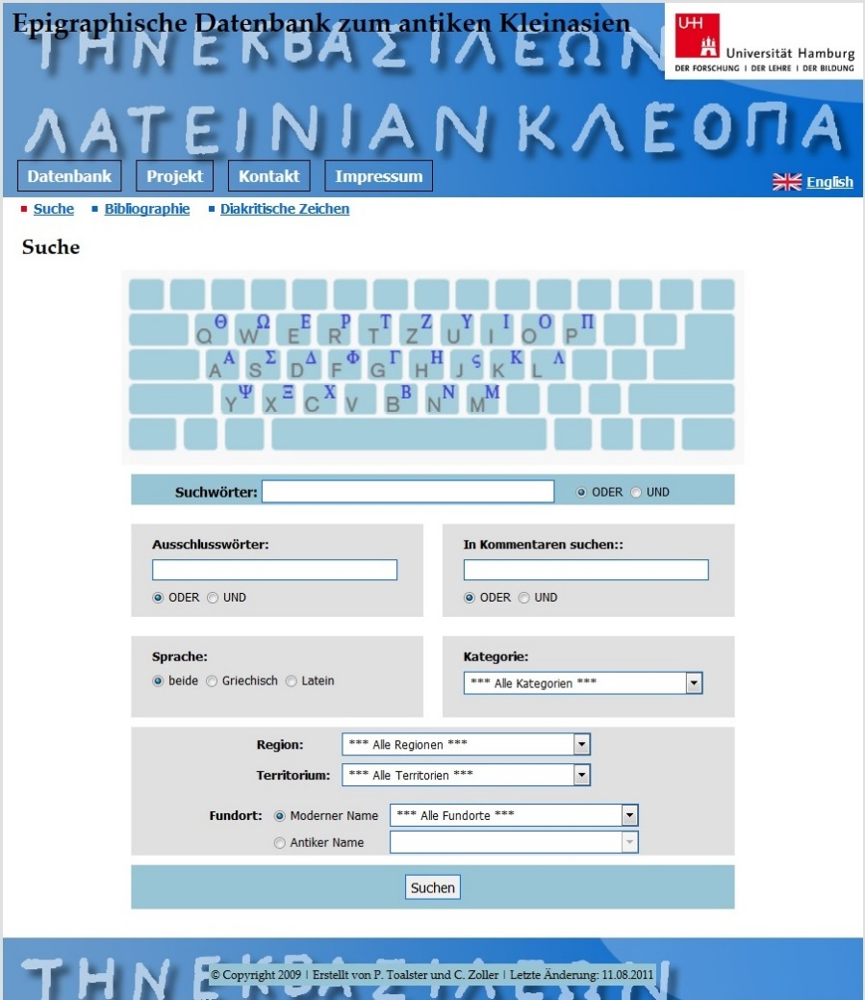 Epigraphische Datenbank zum antiken Kleinasien
ΤΗΝΕΚΒΑΣΙΛΕΩΝ
UHH
Universität Hamburg
DER FORSCHUNG | DER LEHRE | DER BILDUNG
ΛΑΤΕΙΝΙΑΝΚΛΕΟΠΑ
Datenbank Projekt Kontakt Impressum
English
Suche Bibliographie Diakritische Zeichen
Suche
Q Θ W Ω E Ε R Ρ T Τ Z Ζ U Υ I Ι O Ο P Π
A Α S Σ D Δ F Φ G Γ H Η J ς K Κ L Λ
Y Ψ X Ξ C Χ V B Β N Ν M Μ
Suchwörter: ODER UND
Ausschlusswörter: In Kommentaren suchen::
ODER UND ODER UND
Sprache: Kategorie:
beide Griechisch Latein *** Alle Kategorien ***
Region: *** Alle Regionen ***
Territorium: *** Alle Territorien ***
Fundort: Moderner Name *** Alle Fundorte ***
Antiker Name
Suchen
ΤΗΝΕΚΒΑΣΙΛΕΩΝ
© Copyright 2009 | Erstellt von P. Toalster und C. Zoller | Letzte Änderung: 11.08.2011